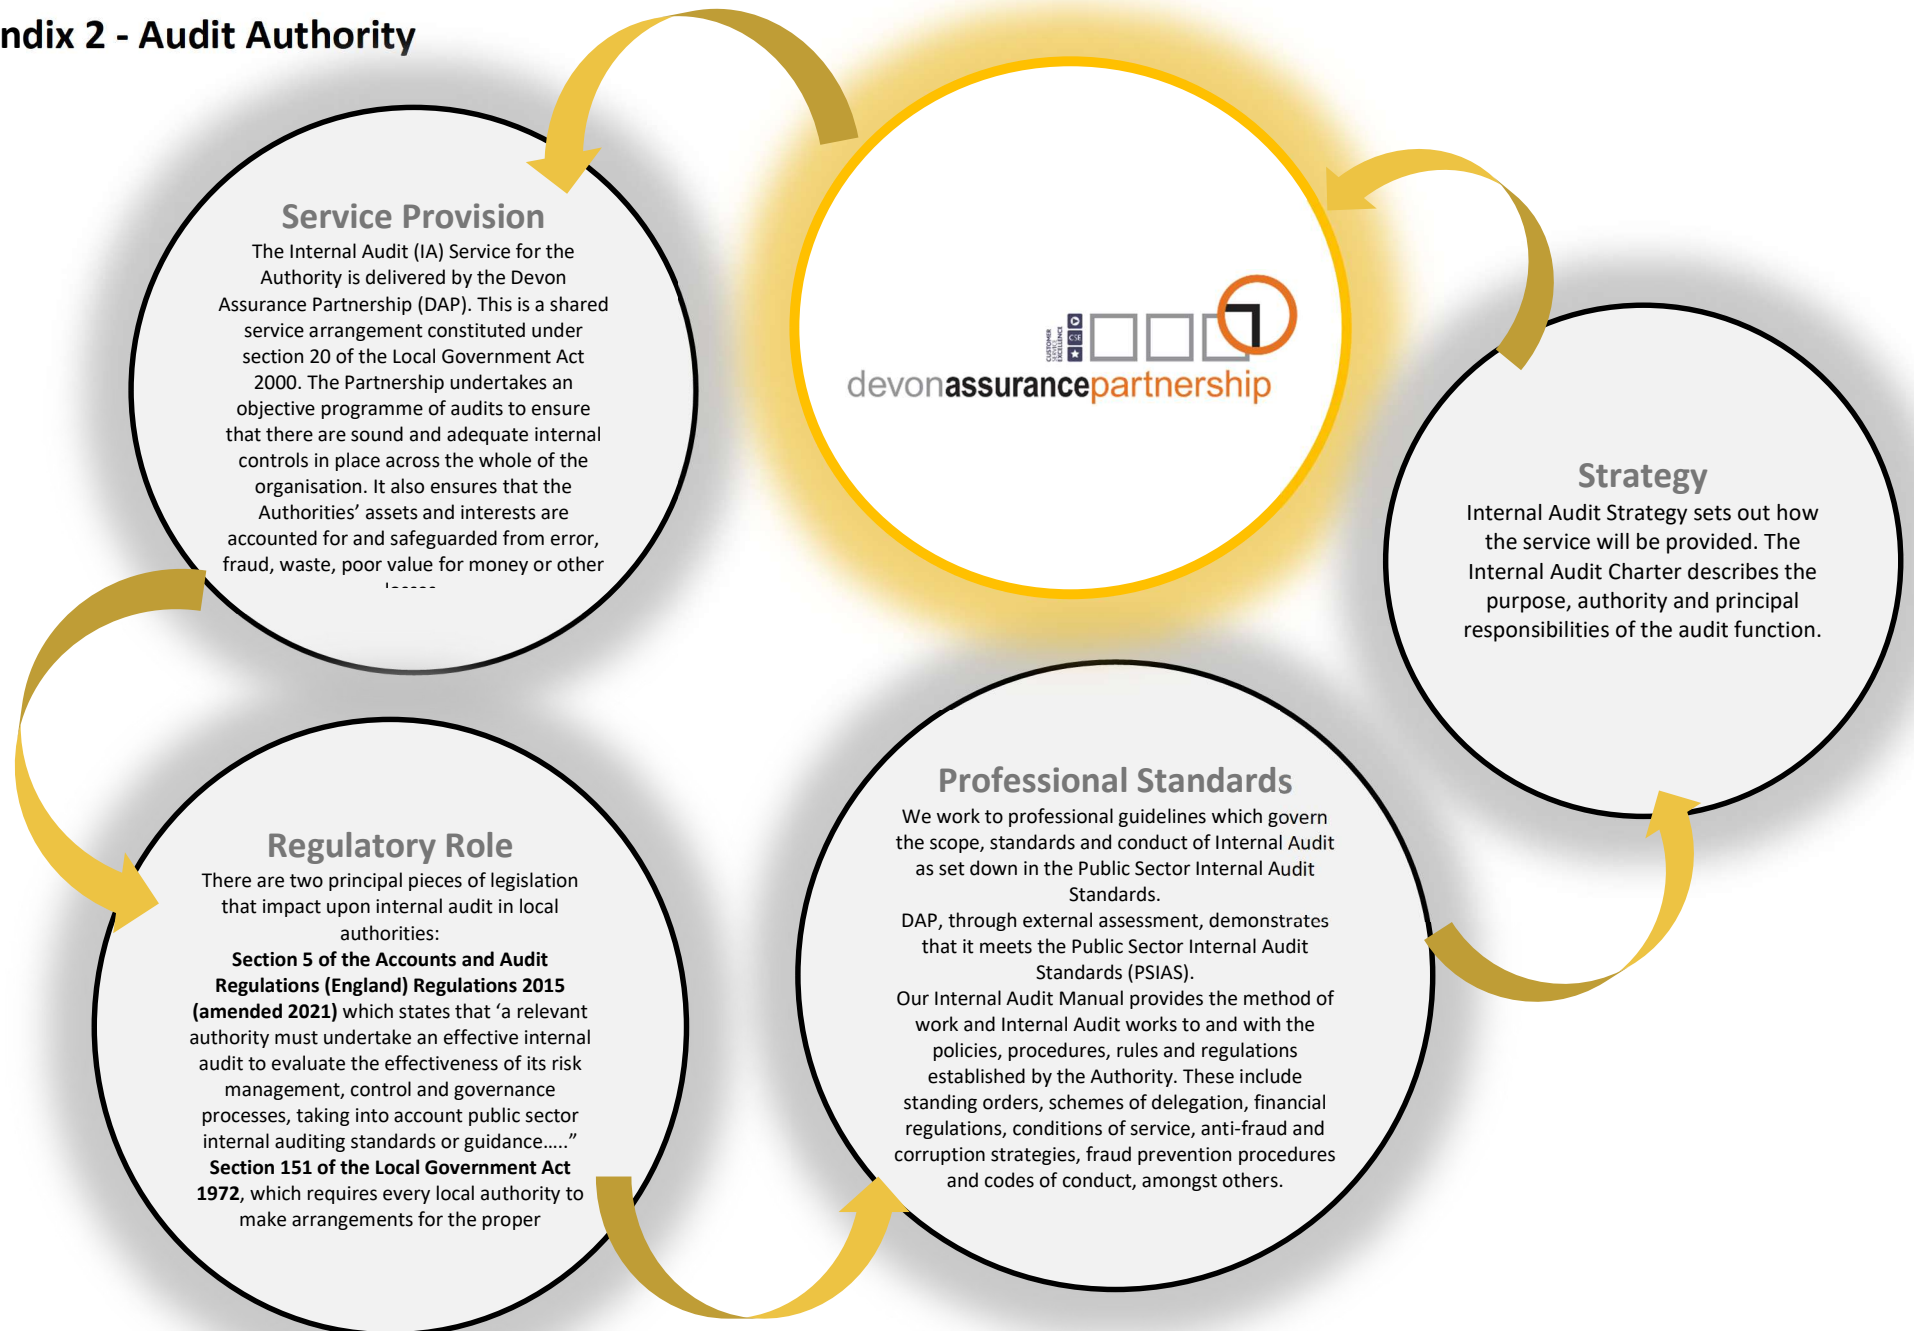 ndix 2 - Audit Authority
Service Provision
The Internal Audit (IA) Service for the
Authority is delivered by the Devon
Assurance Partnership (DAP). This is a shared
service arrangement constituted under
section 20 of the Local Government Act
2000. The Partnership undertakes an
objective programme of audits to ensure
that there are sound and adequate internal
controls in place across the whole of the
organisation. It also ensures that the
Authorities’ assets and interests are
accounted for and safeguarded from error,
fraud, waste, poor value for money or other
Regulatory Role
There are two principal pieces of legislation
that impact upon internal audit in local
authorities:
Section 5 of the Accounts and Audit
Regulations (England) Regulations 2015
(amended 2021) which states that ‘a relevant
authority must undertake an effective internal
audit to evaluate the effectiveness of its risk
management, control and governance
processes, taking into account public sector
internal auditing standards or guidance…..”
Section 151 of the Local Government Act
1972, which requires every local authority to
make arrangements for the proper
Professional Standards
We work to professional guidelines which govern
the scope, standards and conduct of Internal Audit
as set down in the Public Sector Internal Audit
Standards.
DAP, through external assessment, demonstrates
that it meets the Public Sector Internal Audit
Standards (PSIAS).
Our Internal Audit Manual provides the method of
work and Internal Audit works to and with the
policies, procedures, rules and regulations
established by the Authority. These include
standing orders, schemes of delegation, financial
regulations, conditions of service, anti-fraud and
corruption strategies, fraud prevention procedures
and codes of conduct, amongst others.
Strategy
Internal Audit Strategy sets out how
the service will be provided. The
Internal Audit Charter describes the
purpose, authority and principal
responsibilities of the audit function.
CUSTOMER
SERVICE
EXCELLENCE
CSE
devonassurancepartnership